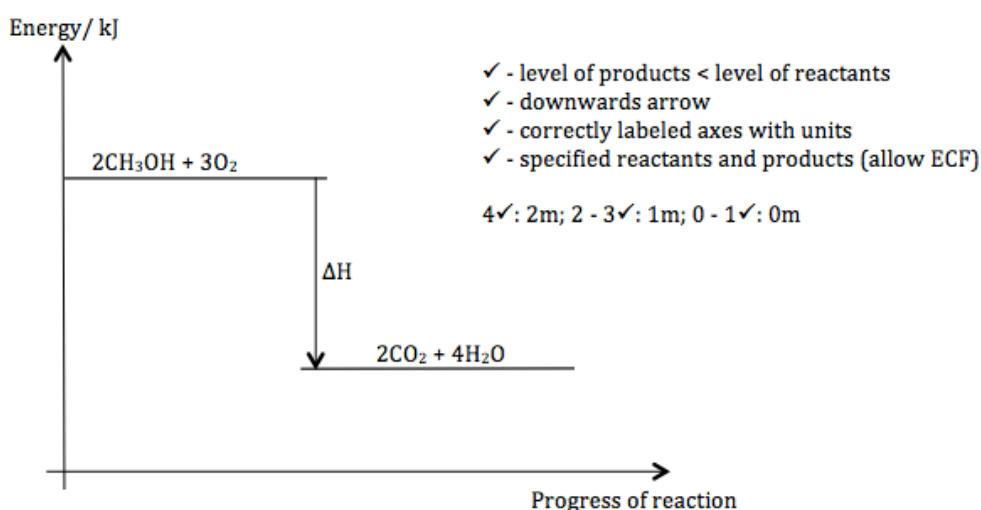 Energy/ kJ
✓ - level of products < level of reactants
✓ - downwards arrow
✓ - correctly labeled axes with units
✓ - specified reactants and products (allow ECF)
4✓: 2m; 2 - 3✓: 1m; 0 - 1✓: 0m
2CH₃OH + 3O₂
ΔH
2CO₂ + 4H₂O
Progress of reaction